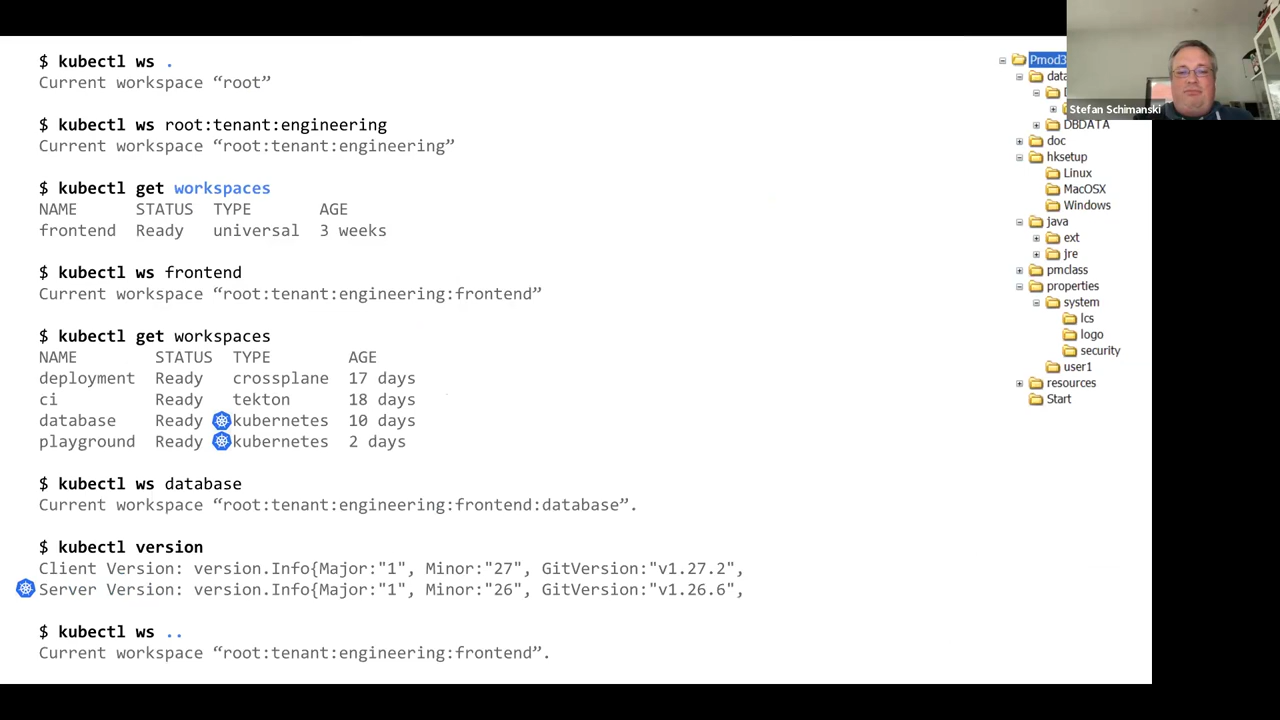 $ kubectl ws .
Current workspace “root”
$ kubectl ws root:tenant:engineering
Current workspace “root:tenant:engineering”
$ kubectl get workspaces
NAME STATUS TYPE AGE
frontend Ready universal 3 weeks
$ kubectl ws frontend
Current workspace “root:tenant:engineering:frontend”
$ kubectl get workspaces
NAME STATUS TYPE AGE
deployment Ready crossplane 17 days
ci Ready tekton 18 days
database Ready kubernetes 10 days
playground Ready kubernetes 2 days
$ kubectl ws database
Current workspace “root:tenant:engineering:frontend:database”.
$ kubectl version
Client Version: version.Info{Major:"1", Minor:"27", GitVersion:"v1.27.2",
Server Version: version.Info{Major:"1", Minor:"26", GitVersion:"v1.26.6",
$ kubectl ws ..
Current workspace “root:tenant:engineering:frontend”.
Pmod3
data
D
Stefan Schimanski
DBDATA
doc
hksetup
Linux
MacOSX
Windows
java
ext
jre
pmclass
properties
system
lcs
logo
security
user1
resources
Start